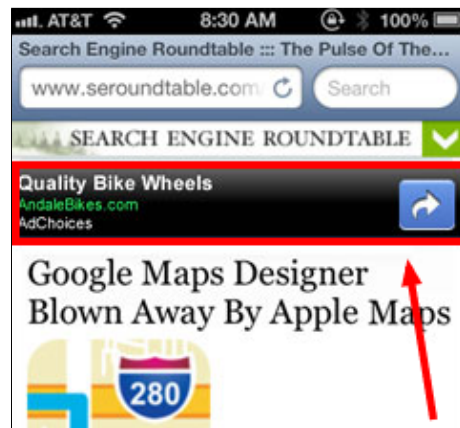 AT&T 8:30 AM 100%
Search Engine Roundtable ::: The Pulse Of The...
www.seroundtable.com Search
SEARCH ENGINE ROUNDTABLE
Quality Bike Wheels
AndaleBikes.com
AdChoices
Google Maps Designer
Blown Away By Apple Maps
280